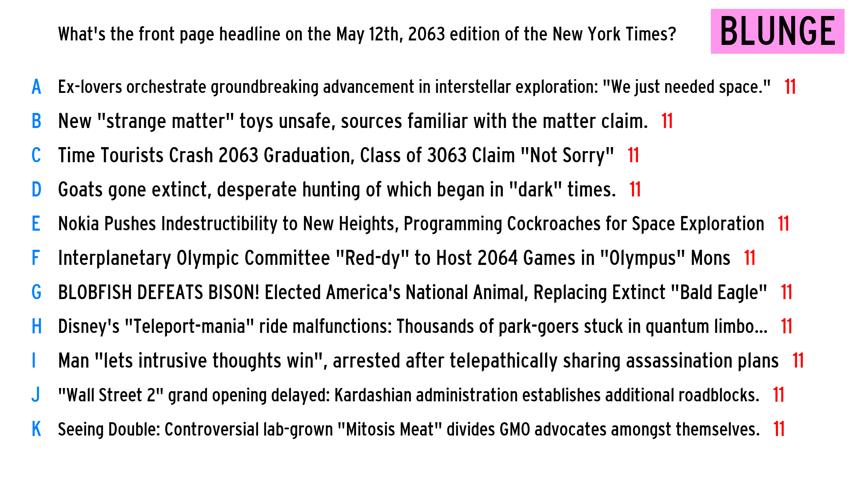 What's the front page headline on the May 12th, 2063 edition of the New York Times? BLUNGE
A Ex-lovers orchestrate groundbreaking advancement in interstellar exploration: "We just needed space." 11
B New "strange matter" toys unsafe, sources familiar with the matter claim. 11
C Time Tourists Crash 2063 Graduation, Class of 3063 Claim "Not Sorry" 11
D Goats gone extinct, desperate hunting of which began in "dark" times. 11
E Nokia Pushes Indestructibility to New Heights, Programming Cockroaches for Space Exploration 11
F Interplanetary Olympic Committee "Red-dy" to Host 2064 Games in "Olympus" Mons 11
G BLOBFISH DEFEATS BISON! Elected America's National Animal, Replacing Extinct "Bald Eagle" 11
H Disney's "Teleport-mania" ride malfunctions: Thousands of park-goers stuck in quantum limbo... 11
I Man "lets intrusive thoughts win", arrested after telepathically sharing assassination plans 11
J "Wall Street 2" grand opening delayed: Kardashian administration establishes additional roadblocks. 11
K Seeing Double: Controversial lab-grown "Mitosis Meat" divides GMO advocates amongst themselves. 11